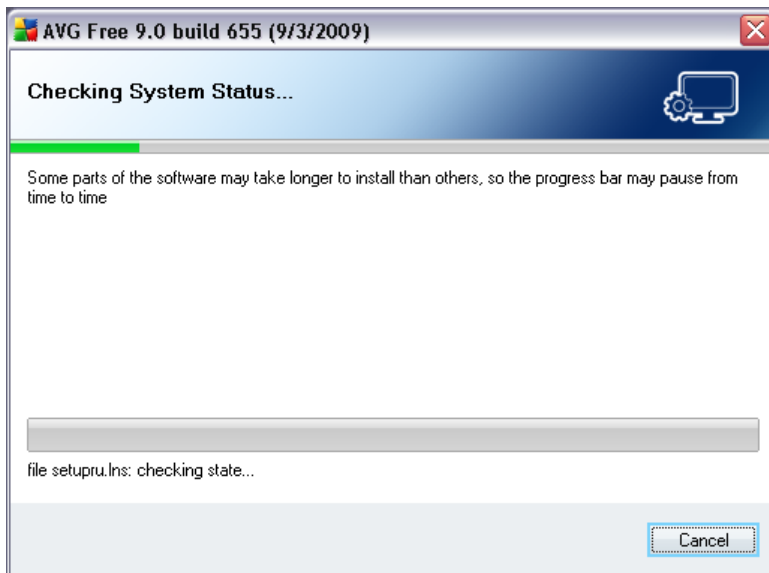 AVG Free 9.0 build 655 (9/3/2009)
Checking System Status...
Some parts of the software may take longer to install than others, so the progress bar may pause from
time to time
file setupru.lns: checking state...
Cancel